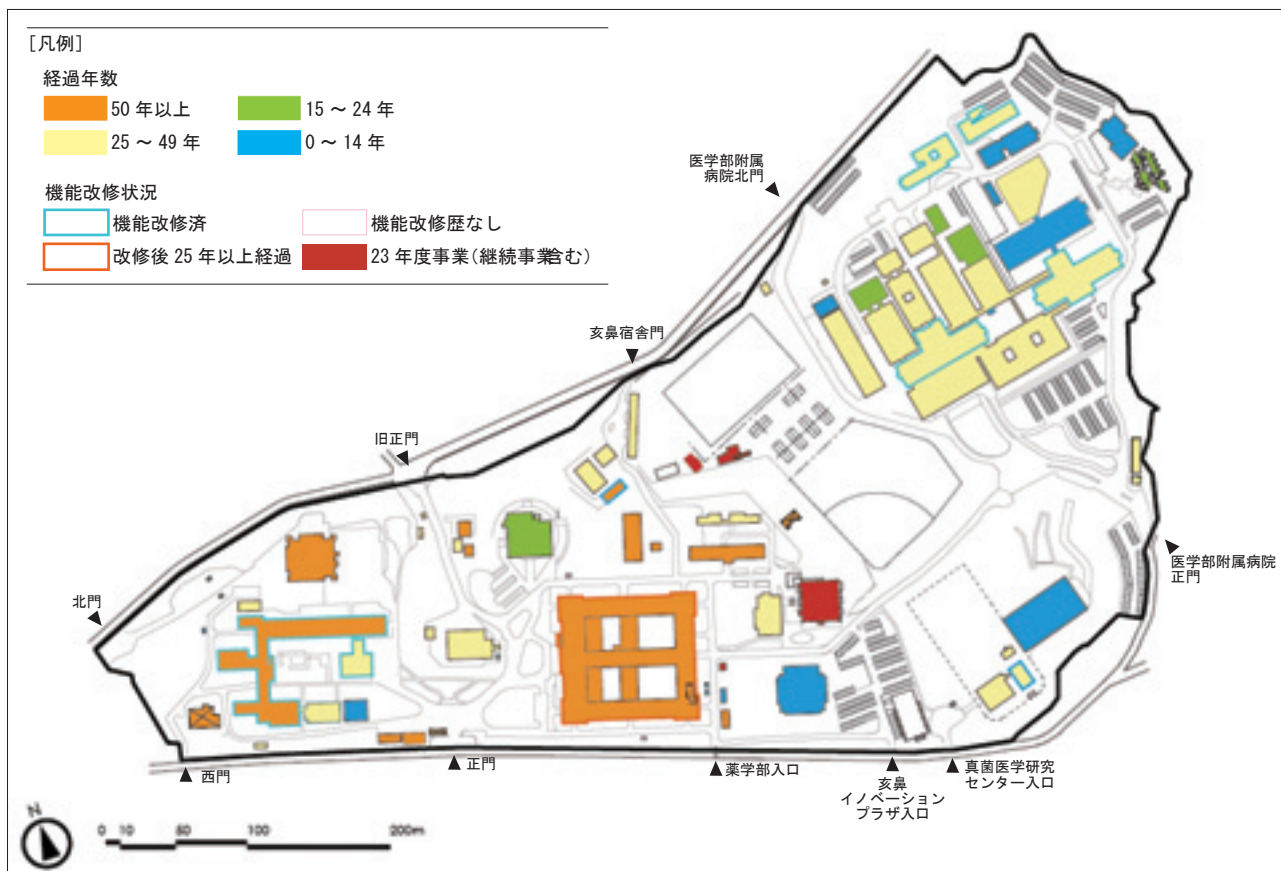 [凡例]
経過年数
50 年以上
15 ~ 24 年
25 ~ 49 年
0 ~ 14 年
機能改修状況
機能改修済
機能改修歴なし
改修後 25 年以上経過
23 年度事業(継続事業含む)
医学部附属
病院北門
亥鼻宿舎門
旧正門
北門
医学部附属病院
正門
西門
正門
薬学部入口
亥鼻
イノベーション
プラザ入口
真菌医学研究
センター入口
N
0 10 50 100 200m